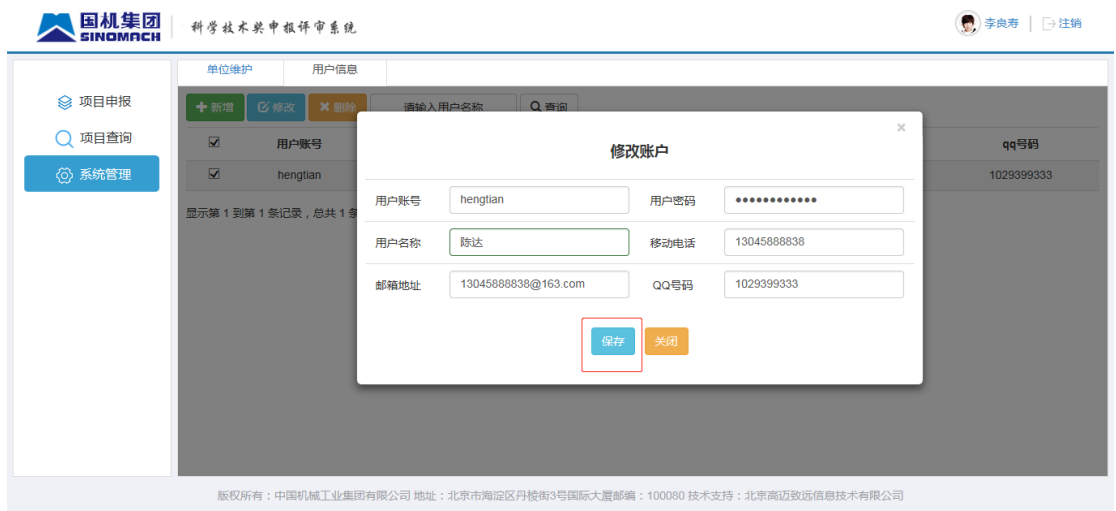 国机集团
SINOMACH
科学技术奖申报评审系统
李良寿 注销
单位维护 用户信息
项目申报
项目查询
系统管理
新增 修改 删除 请输入用户名称 查询
用户账号 qq号码
hengtian 1029399333
显示第 1 到第 1 条记录，总共 1 条
×
修改账户
用户账号 hengtian 用户密码 ••••••••••••
用户名称 陈达 移动电话 13045888838
邮箱地址 13045888838@163.com QQ号码 1029399333
保存 关闭
版权所有：中国机械工业集团有限公司 地址：北京市海淀区丹棱街3号国际大厦邮编：100080 技术支持：北京高迈致远信息技术有限公司